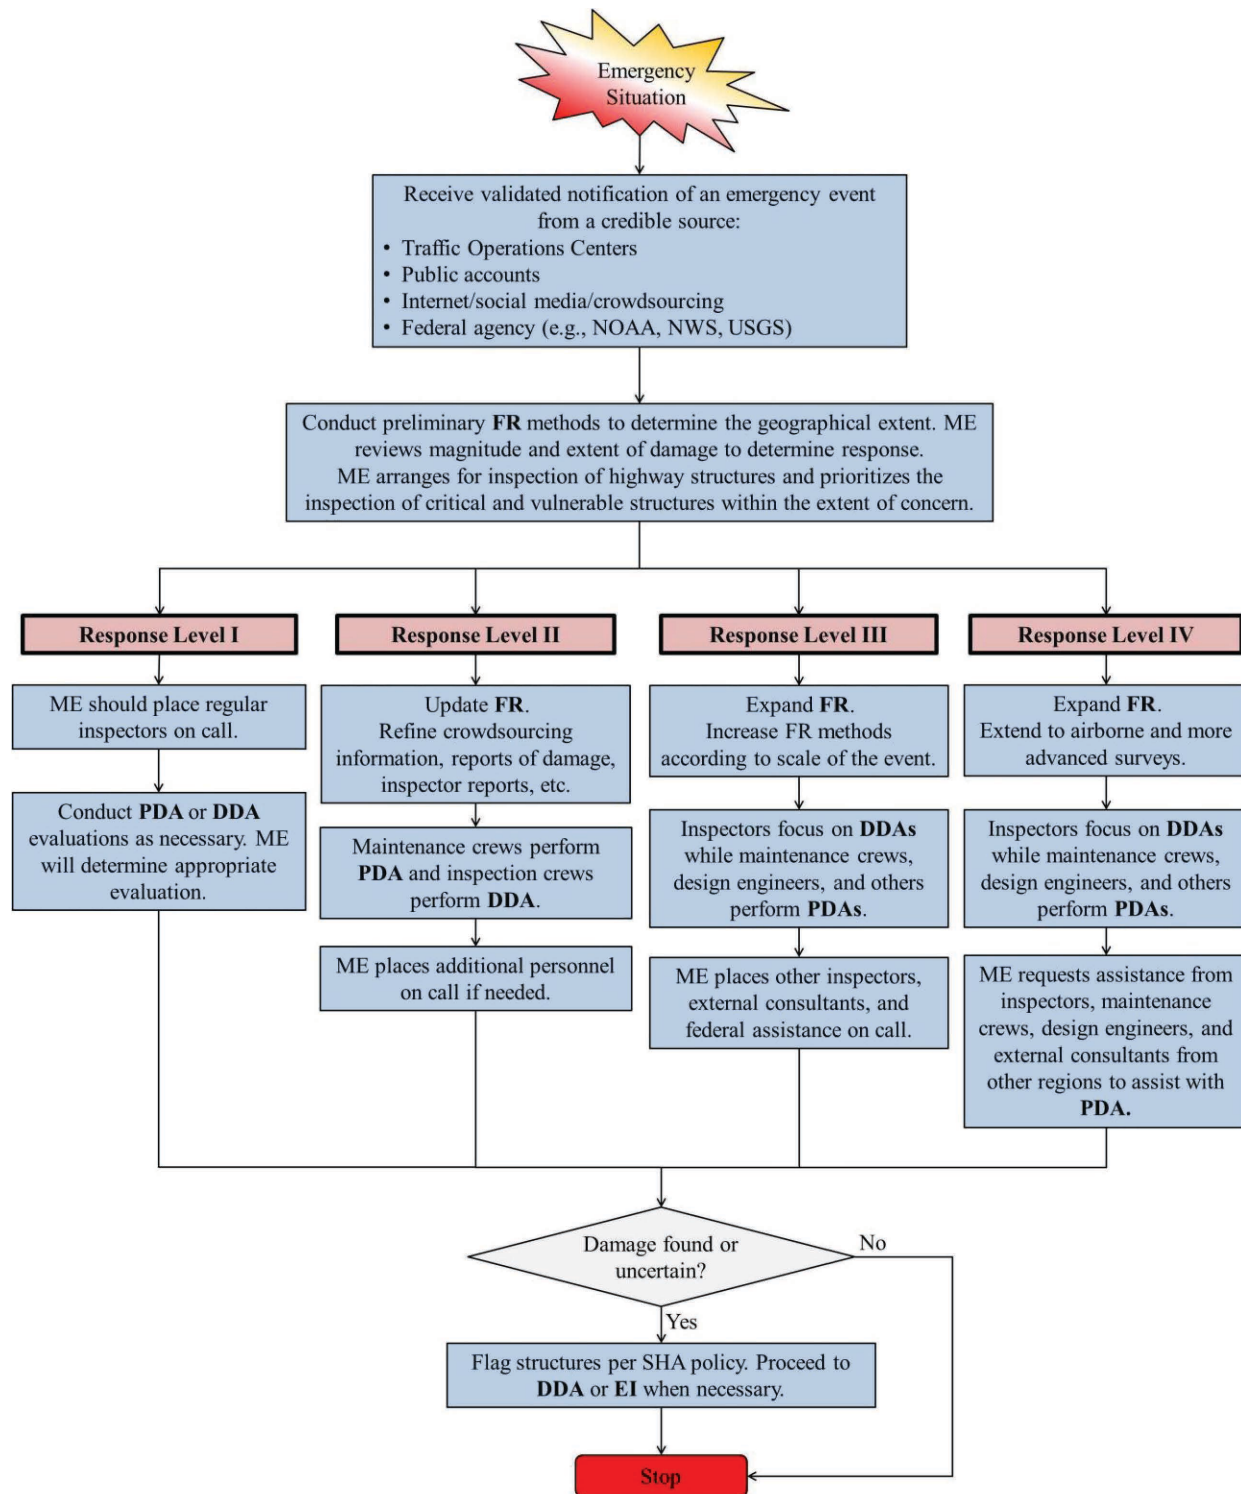 Emergency
Situation
Receive validated notification of an emergency event
from a credible source:
• Traffic Operations Centers
• Public accounts
• Internet/social media/crowdsourcing
• Federal agency (e.g., NOAA, NWS, USGS)
Conduct preliminary FR methods to determine the geographical extent. ME
reviews magnitude and extent of damage to determine response.
ME arranges for inspection of highway structures and prioritizes the
inspection of critical and vulnerable structures within the extent of concern.
Response Level I
ME should place regular
inspectors on call.
Conduct PDA or DDA
evaluations as necessary. ME
will determine appropriate
evaluation.
Response Level II
Update FR.
Refine crowdsourcing
information, reports of damage,
inspector reports, etc.
Maintenance crews perform
PDA and inspection crews
perform DDA.
ME places additional personnel
on call if needed.
Response Level III
Expand FR.
Increase FR methods
according to scale of the event.
Inspectors focus on DDAs
while maintenance crews,
design engineers, and others
perform PDAs.
ME places other inspectors,
external consultants, and
federal assistance on call.
Response Level IV
Expand FR.
Extend to airborne and more
advanced surveys.
Inspectors focus on DDAs
while maintenance crews,
design engineers, and others
perform PDAs.
ME requests assistance from
inspectors, maintenance
crews, design engineers, and
external consultants from
other regions to assist with
PDA.
Damage found or
uncertain?
No
Yes
Flag structures per SHA policy. Proceed to
DDA or EI when necessary.
Stop